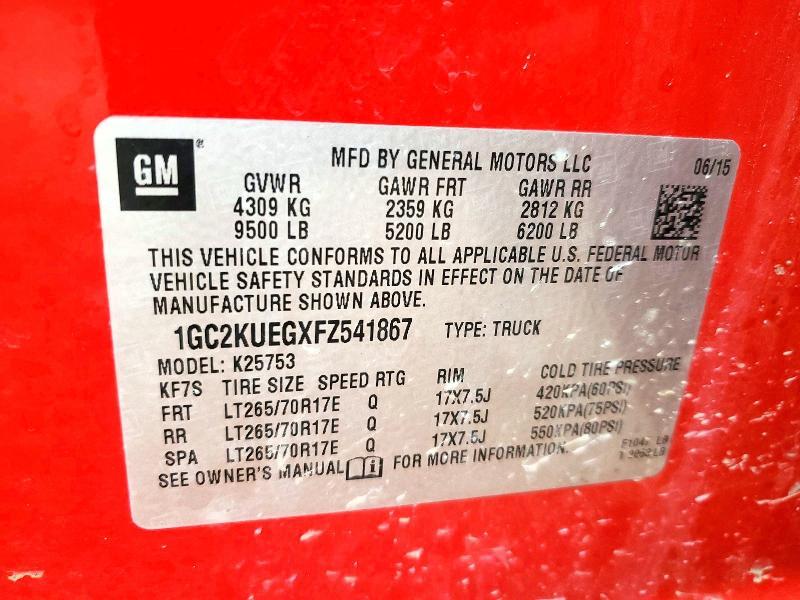 GM
MFD BY GENERAL MOTORS LLC 06/15
GVWR GAWR FRT GAWR RR
4309 KG 2359 KG 2812 KG
9500 LB 5200 LB 6200 LB
THIS VEHICLE CONFORMS TO ALL APPLICABLE U.S. FEDERAL MOTOR
VEHICLE SAFETY STANDARDS IN EFFECT ON THE DATE OF
MANUFACTURE SHOWN ABOVE.
1GC2KUEGXFZ541867 TYPE: TRUCK
MODEL: K25753
KF7S TIRE SIZE SPEED RTG RIM COLD TIRE PRESSURE
FRT LT265/70R17E Q 17X7.5J 420KPA(60PSI)
RR LT265/70R17E Q 17X7.5J 520KPA(75PSI)
SPA LT265/70R17E Q 17X7.5J 550KPA(80PSI)
SEE OWNER'S MANUAL FOR MORE INFORMATION.